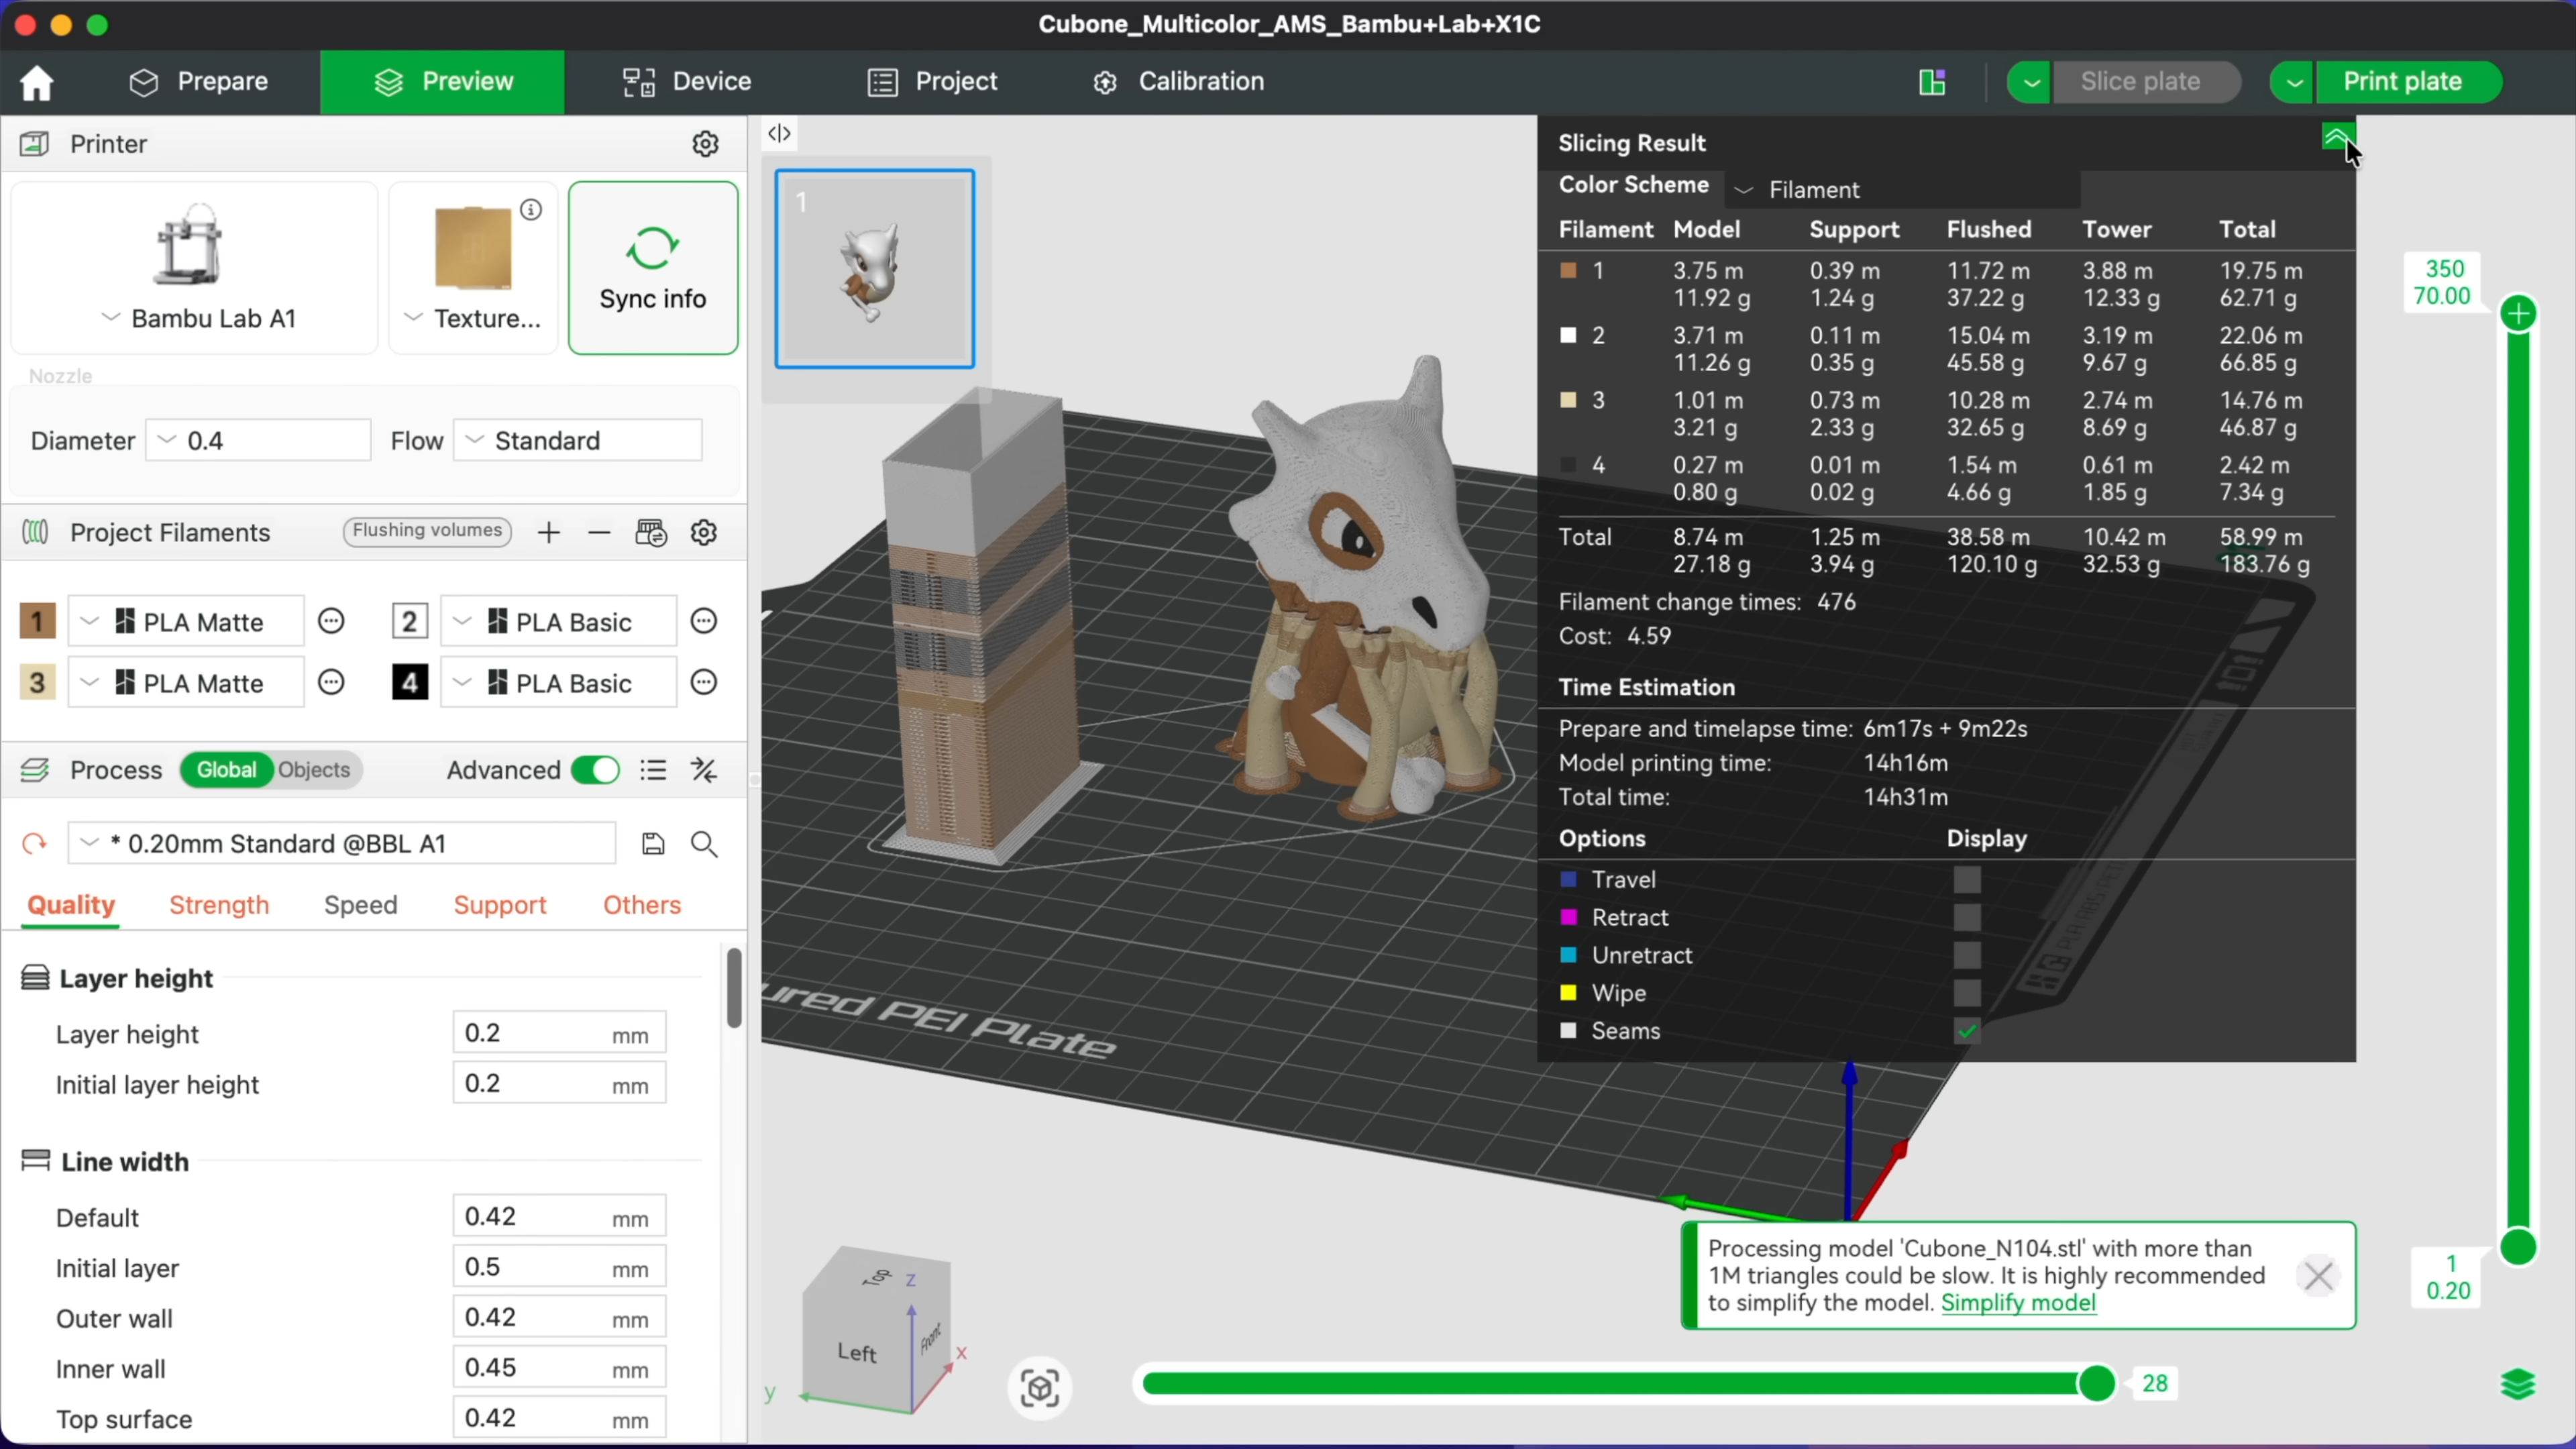 Cubone_Multicolor_AMS_Bambu+Lab+X1C
Prepare Preview Device Project Calibration Slice plate Print plate
Printer
Bambu Lab A1 Texture... Sync info
Nozzle
Diameter 0.4 Flow Standard
Project Filaments Flushing volumes
1 PLA Matte 2 PLA Basic
3 PLA Matte 4 PLA Basic
Process Global Objects Advanced
* 0.20mm Standard @BBL A1
Quality Strength Speed Support Others
Layer height
Layer height 0.2 mm
Initial layer height 0.2 mm
Line width
Default 0.42 mm
Initial layer 0.5 mm
Outer wall 0.42 mm
Inner wall 0.45 mm
Top surface 0.42 mm
1
ured PEI Plate
Slicing Result
Color Scheme Filament
Filament Model Support Flushed Tower Total
1 3.75 m 0.39 m 11.72 m 3.88 m 19.75 m
11.92 g 1.24 g 37.22 g 12.33 g 62.71 g
2 3.71 m 0.11 m 15.04 m 3.19 m 22.06 m
11.26 g 0.35 g 45.58 g 9.67 g 66.85 g
3 1.01 m 0.73 m 10.28 m 2.74 m 14.76 m
3.21 g 2.33 g 32.65 g 8.69 g 46.87 g
4 0.27 m 0.01 m 1.54 m 0.61 m 2.42 m
0.80 g 0.02 g 4.66 g 1.85 g 7.34 g
Total 8.74 m 1.25 m 38.58 m 10.42 m 58.99 m
27.18 g 3.94 g 120.10 g 32.53 g 183.76 g
Filament change times: 476
Cost: 4.59
Time Estimation
Prepare and timelapse time: 6m17s + 9m22s
Model printing time: 14h16m
Total time: 14h31m
Options Display
Travel
Retract
Unretract
Wipe
Seams
350
70.00
1
0.20
Processing model 'Cubone_N104.stl' with more than
1M triangles could be slow. It is highly recommended
to simplify the model. Simplify model
Top z
Left Front x
y
28